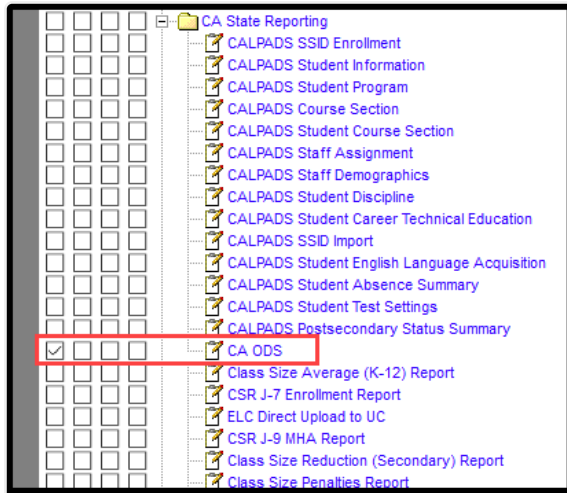 CA State Reporting
CALPADS SSID Enrollment
CALPADS Student Information
CALPADS Student Program
CALPADS Course Section
CALPADS Student Course Section
CALPADS Staff Assignment
CALPADS Staff Demographics
CALPADS Student Discipline
CALPADS Student Career Technical Education
CALPADS SSID Import
CALPADS Student English Language Acquisition
CALPADS Student Absence Summary
CALPADS Student Test Settings
CALPADS Postsecondary Status Summary
CA ODS
Class Size Average (K-12) Report
CSR J-7 Enrollment Report
ELC Direct Upload to UC
CSR J-9 MHA Report
Class Size Reduction (Secondary) Report
Class Size Penalties Report